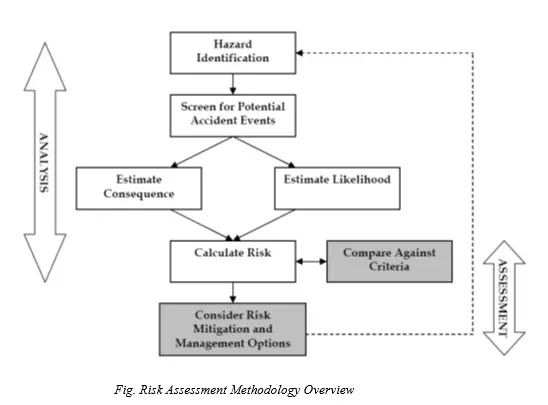 Hazard
Identification
Screen for Potential
Accident Events
ANALYSIS
Estimate
Consequence
Estimate Likelihood
Calculate Risk
Compare Against
Criteria
ASSESSMENT
Consider Risk
Mitigation and
Management Options
Fig. Risk Assessment Methodology Overview